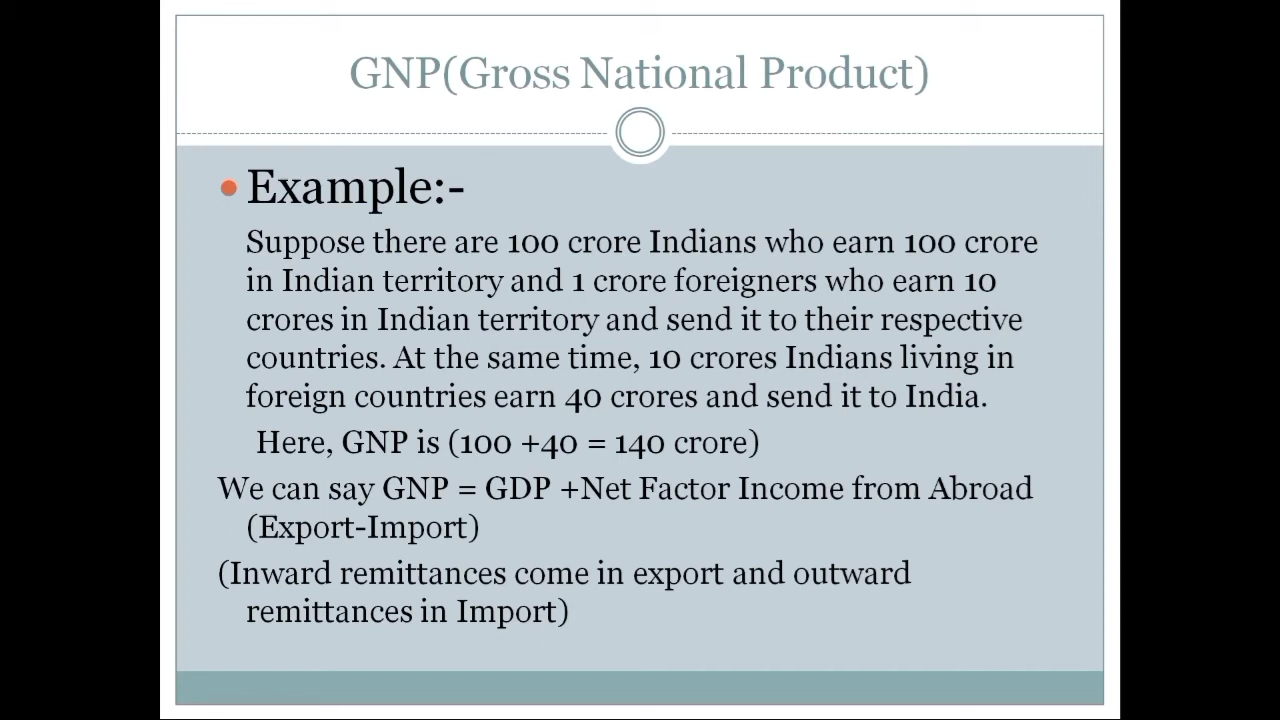 GNP(Gross National Product)
Example:-
Suppose there are 100 crore Indians who earn 100 crore
in Indian territory and 1 crore foreigners who earn 10
crores in Indian territory and send it to their respective
countries. At the same time, 10 crores Indians living in
foreign countries earn 40 crores and send it to India.
Here, GNP is (100 +40 = 140 crore)
We can say GNP = GDP +Net Factor Income from Abroad
(Export-Import)
(Inward remittances come in export and outward
remittances in Import)